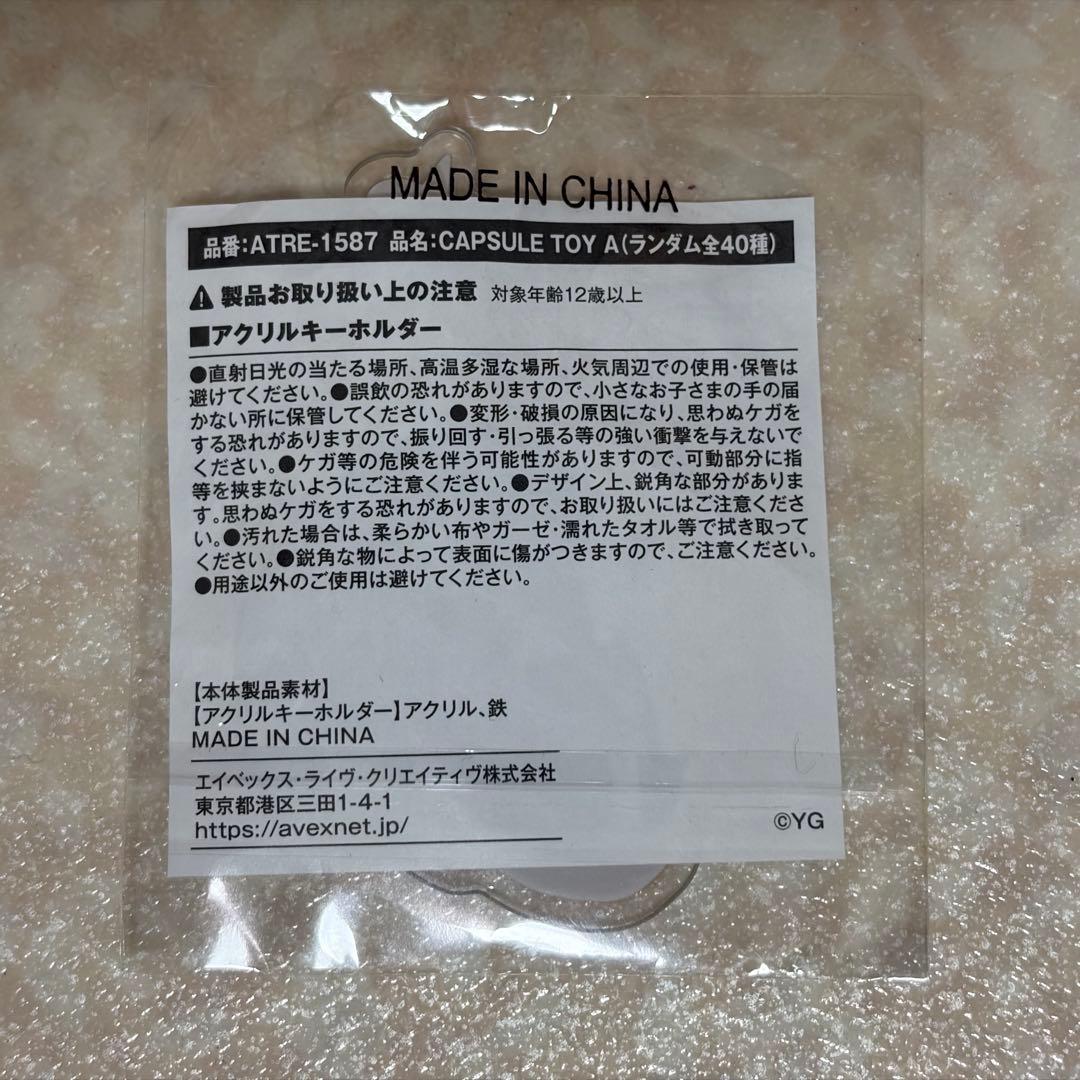 MADE IN CHINA
品番:ATRE-1587 品名:CAPSULE TOY A(ランダム全40種)
製品お取り扱い上の注意 対象年齢12歳以上
■アクリルキーホルダー
●直射日光の当たる場所、高温多湿な場所、火気周辺での使用・保管は
避けてください。●誤飲の恐れがありますので、小さなお子さまの手の届
かない所に保管してください。●変形・破損の原因になり、思わぬケガを
する恐れがありますので、振り回す・引っ張る等の強い衝撃を与えないで
ください。●ケガ等の危険を伴う可能性がありますので、可動部分に指
等を挟まないようにご注意ください。●デザイン上、鋭角な部分がありま
す。思わぬケガをする恐れがありますので、お取り扱いにはご注意くださ
い。●汚れた場合は、柔らかい布やガーゼ・濡れたタオル等で拭き取って
ください。●鋭角な物によって表面に傷がつきますので、ご注意ください。
●用途以外のご使用は避けてください。
【本体製品素材】
【アクリルキーホルダー】アクリル、鉄
MADE IN CHINA
エイベックス・ライヴ・クリエイティヴ株式会社
東京都港区三田1-4-1
https://avexnet.jp/
©YG